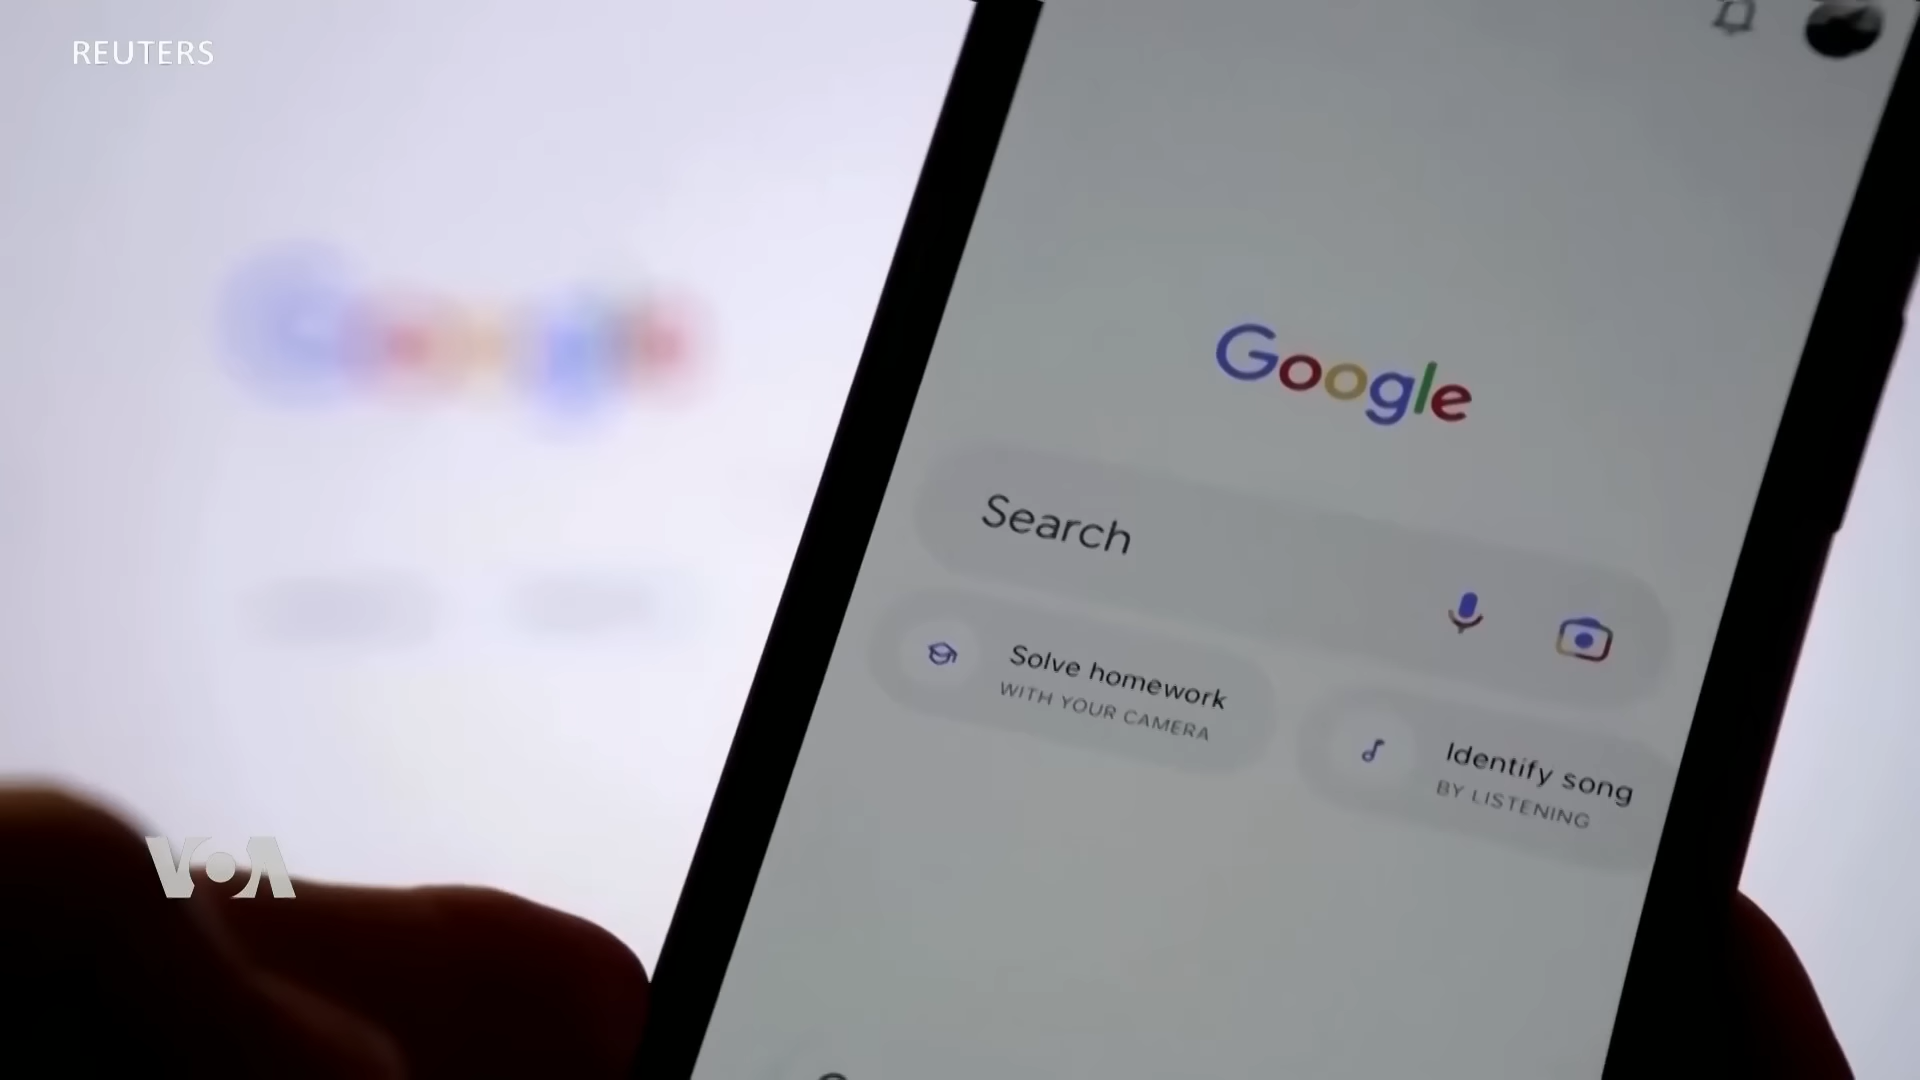 REUTERS
Google
Search
Solve homework
WITH YOUR CAMERA
Identify song
BY LISTENING
VOA